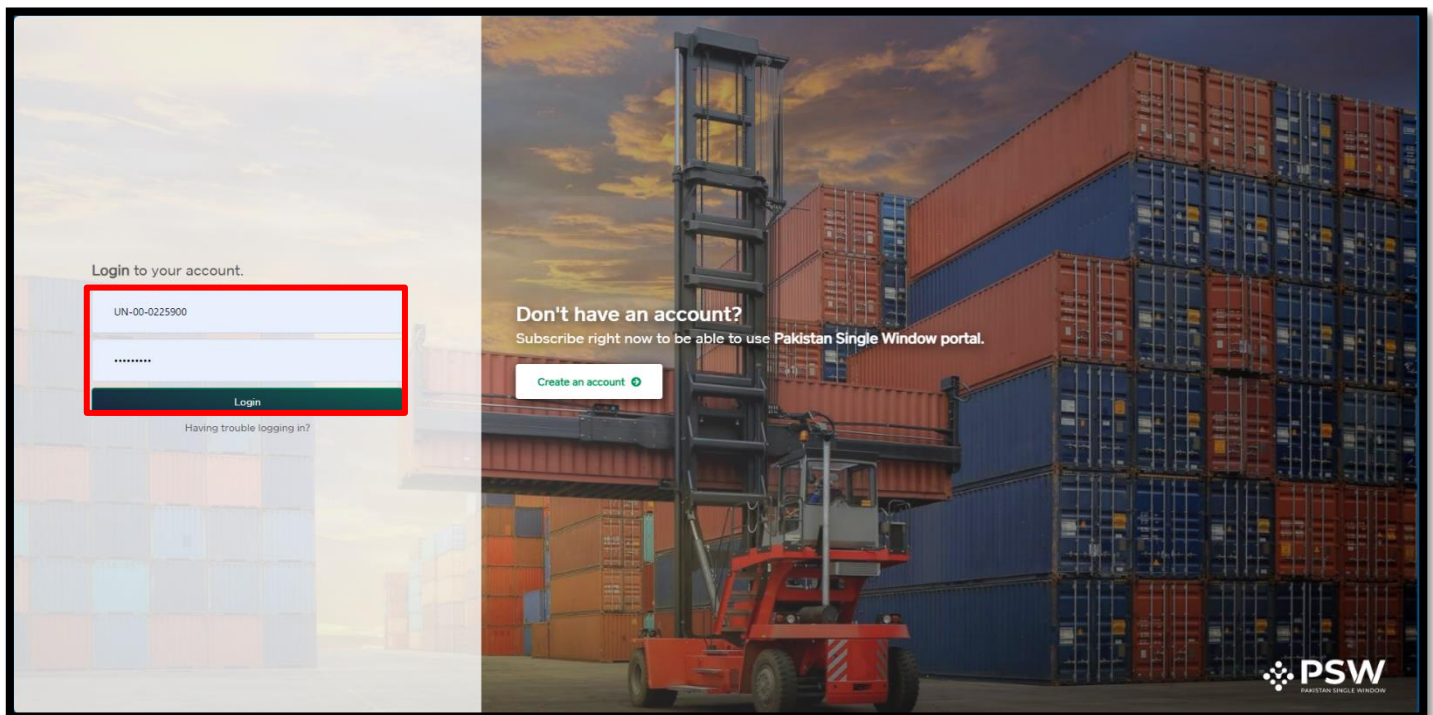 Login to your account.
UN-00-0225900
•••••••••
Login
Having trouble logging in?
Don't have an account?
Subscribe right now to be able to use Pakistan Single Window portal.
Create an account
PSW
PAKISTAN SINGLE WINDOW